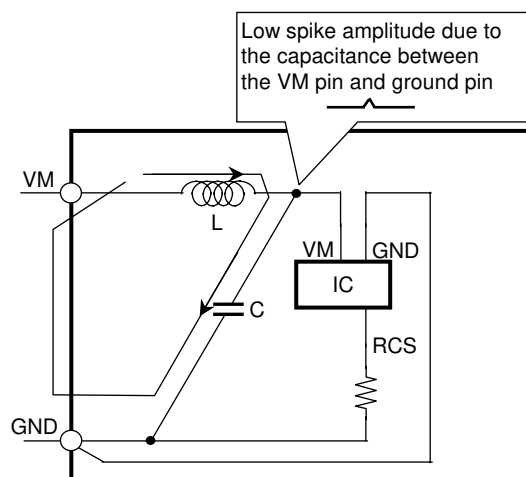 Low spike amplitude due to
the capacitance between
the VM pin and ground pin
VM
L
VM
GND
IC
C
RCS
GND